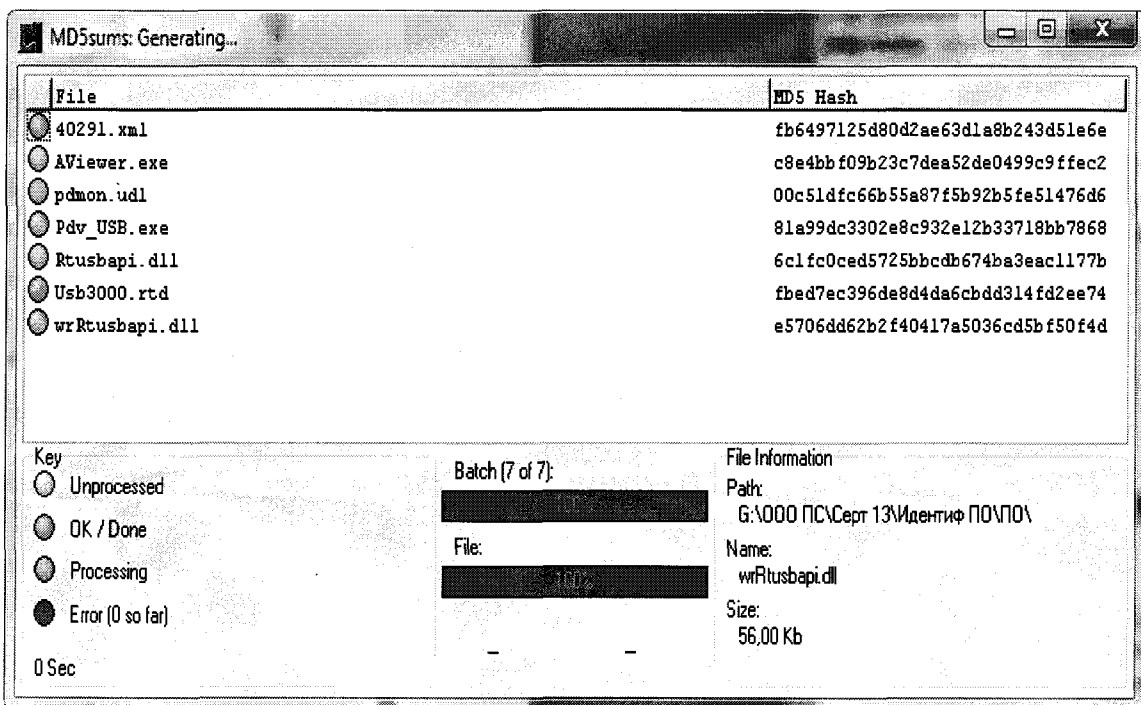 MD5sums: Generating...
File MD5 Hash
40291.xml fb6497125d80d2ae63d1a8b243d51e6e
AViewer.exe c8e4bbf09b23c7dea52de0499c9ffec2
pdmon.udl 00c51dfc66b55a87f5b92b5fe51476d6
Pdv_USB.exe 81a99dc3302e8c932e12b33718bb7868
Rtusbapi.dll 6c1fc0ced5725bbcdb674ba3eac1177b
Usb3000.rtd fbed7ec396de8d4da6cbdd314fd2ee74
wrRtusbapi.dll e5706dd62b2f40417a5036cd5bf50f4d
Key
Unprocessed
OK / Done
Processing
Error (0 so far)
0 Sec
Batch (7 of 7):
File:
File Information
Path:
G:\ООО ПС\Серт 13\Идентиф ПО\ПО\
Name:
wrRtusbapi.dll
Size:
56,00 Kb